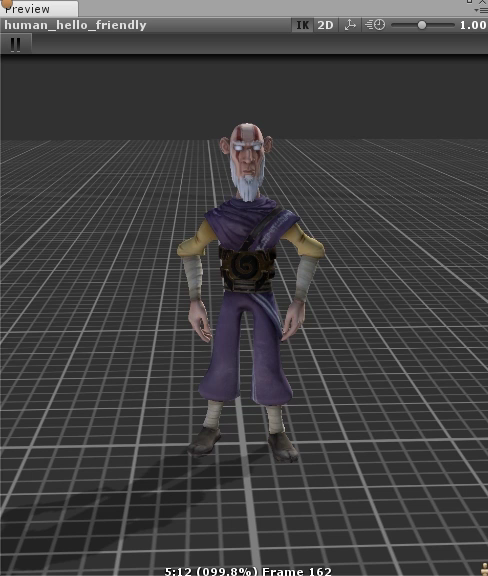 Preview
human_hello_friendly IK 2D 1.00
5:12 (099.8%) Frame 162